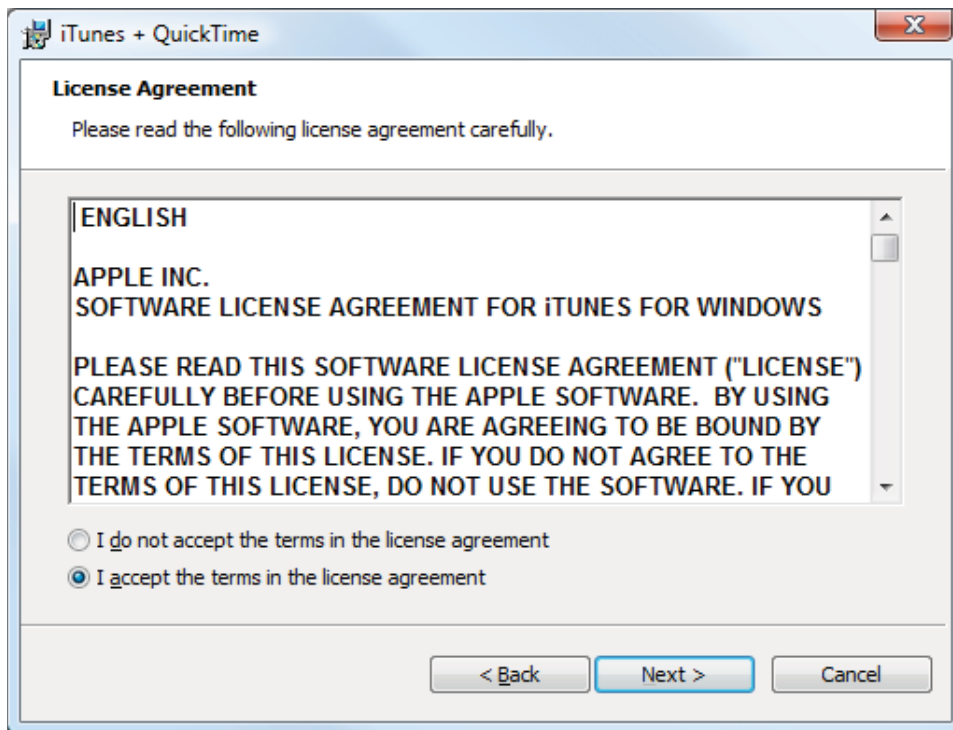 iTunes + QuickTime
License Agreement
Please read the following license agreement carefully.
ENGLISH
APPLE INC.
SOFTWARE LICENSE AGREEMENT FOR iTUNES FOR WINDOWS
PLEASE READ THIS SOFTWARE LICENSE AGREEMENT ("LICENSE")
CAREFULLY BEFORE USING THE APPLE SOFTWARE.  BY USING
THE APPLE SOFTWARE, YOU ARE AGREEING TO BE BOUND BY
THE TERMS OF THIS LICENSE. IF YOU DO NOT AGREE TO THE
TERMS OF THIS LICENSE, DO NOT USE THE SOFTWARE. IF YOU
I do not accept the terms in the license agreement
I accept the terms in the license agreement
< Back Next > Cancel